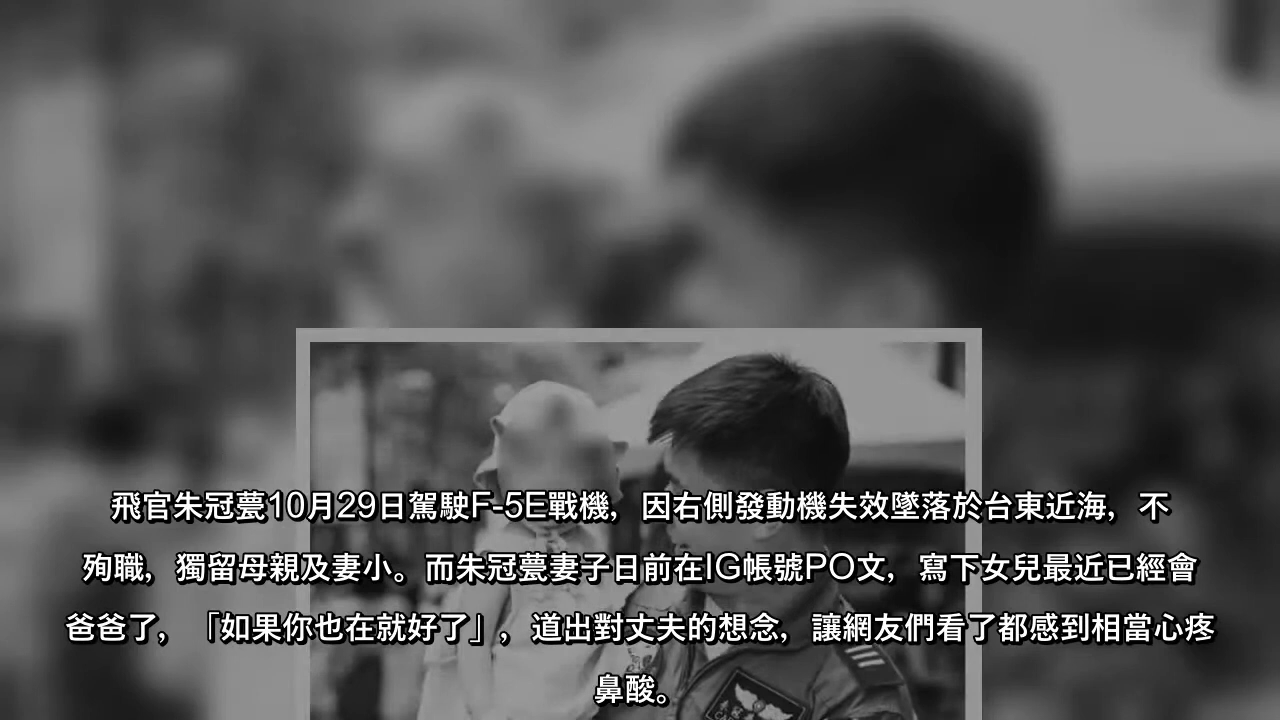 飛官朱冠甍10月29日駕駛F-5E戰機，因右側發動機失效墜落於台東近海，不
殉職，獨留母親及妻小。而朱冠甍妻子日前在IG帳號PO文，寫下女兒最近已經會
爸爸了，「如果你也在就好了」，道出對丈夫的想念，讓網友們看了都感到相當心疼
鼻酸。